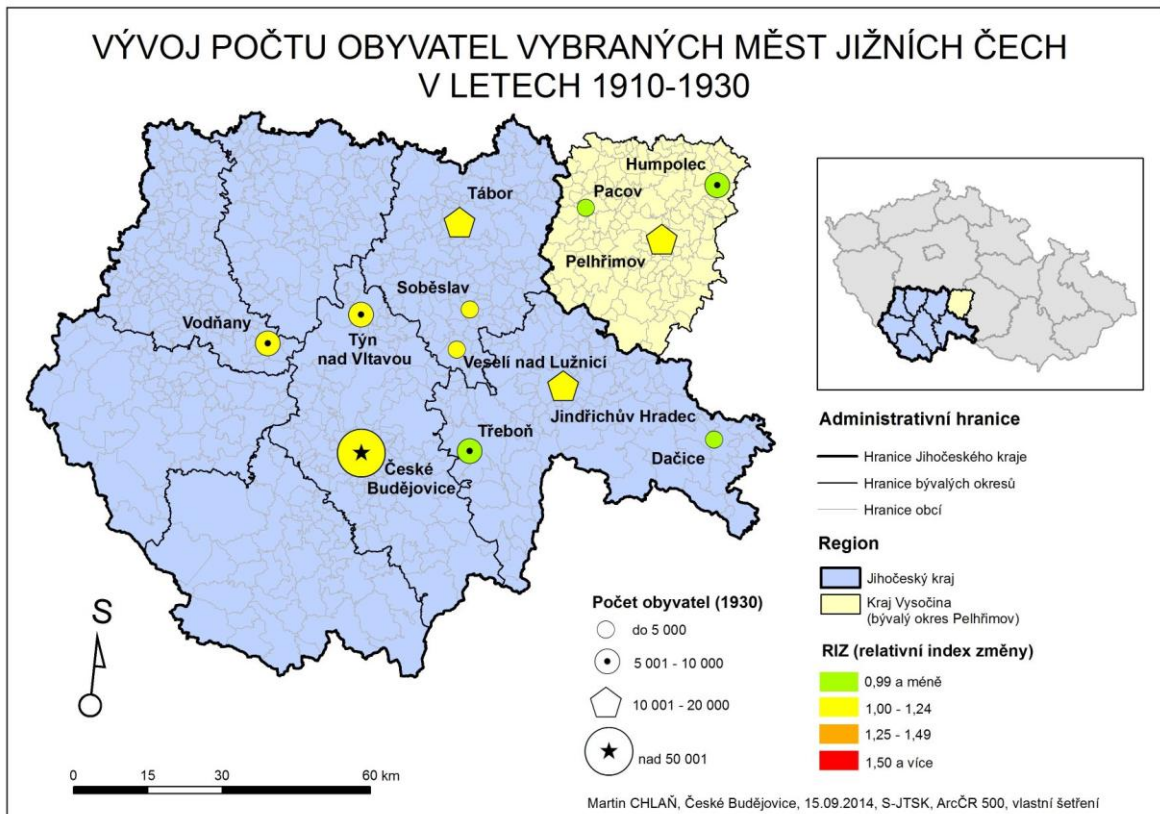 VÝVOJ POČTU OBYVATEL VYBRANÝCH MĚST JIŽNÍCH ČECH
V LETECH 1910-1930
Humpolec
Pacov
Tábor
Pelhřimov
Soběslav
Vodňany
Týn
nad Vltavou
Veselí nad Lužnicí
Jindřichův Hradec
Třeboň
Dačice
České
Budějovice
S
0 15 30 60 km
Počet obyvatel (1930)
do 5 000
5 001 - 10 000
10 001 - 20 000
nad 50 001
Administrativní hranice
Hranice Jihočeského kraje
Hranice bývalých okresů
Hranice obcí
Region
Jihočeský kraj
Kraj Vysočina
(bývalý okres Pelhřimov)
RIZ (relativní index změny)
0,99 a méně
1,00 - 1,24
1,25 - 1,49
1,50 a více
Martin CHLAŇ, České Budějovice, 15.09.2014, S-JTSK, ArcČR 500, vlastní šetření